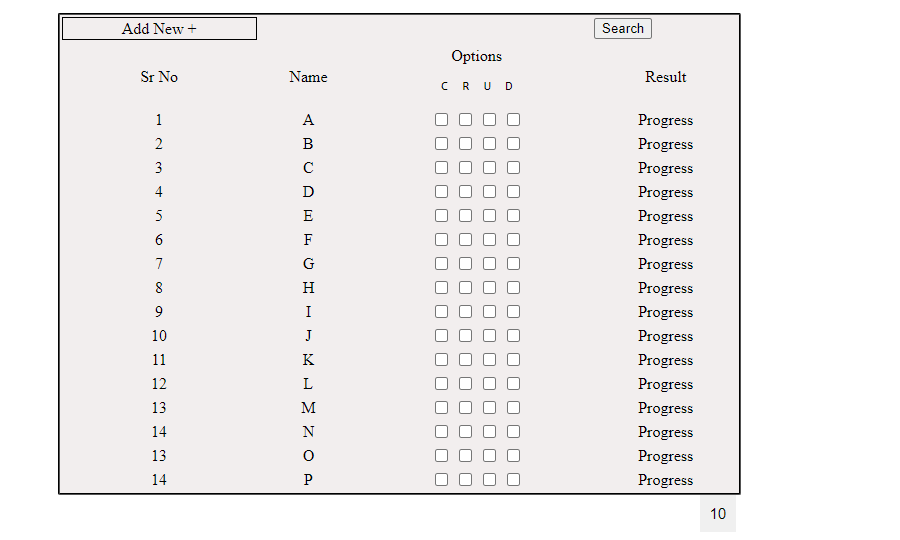 Add New + Search
Options
Sr No Name Result
C R U D
1 A Progress
2 B Progress
3 C Progress
4 D Progress
5 E Progress
6 F Progress
7 G Progress
8 H Progress
9 I Progress
10 J Progress
11 K Progress
12 L Progress
13 M Progress
14 N Progress
13 O Progress
14 P Progress
10